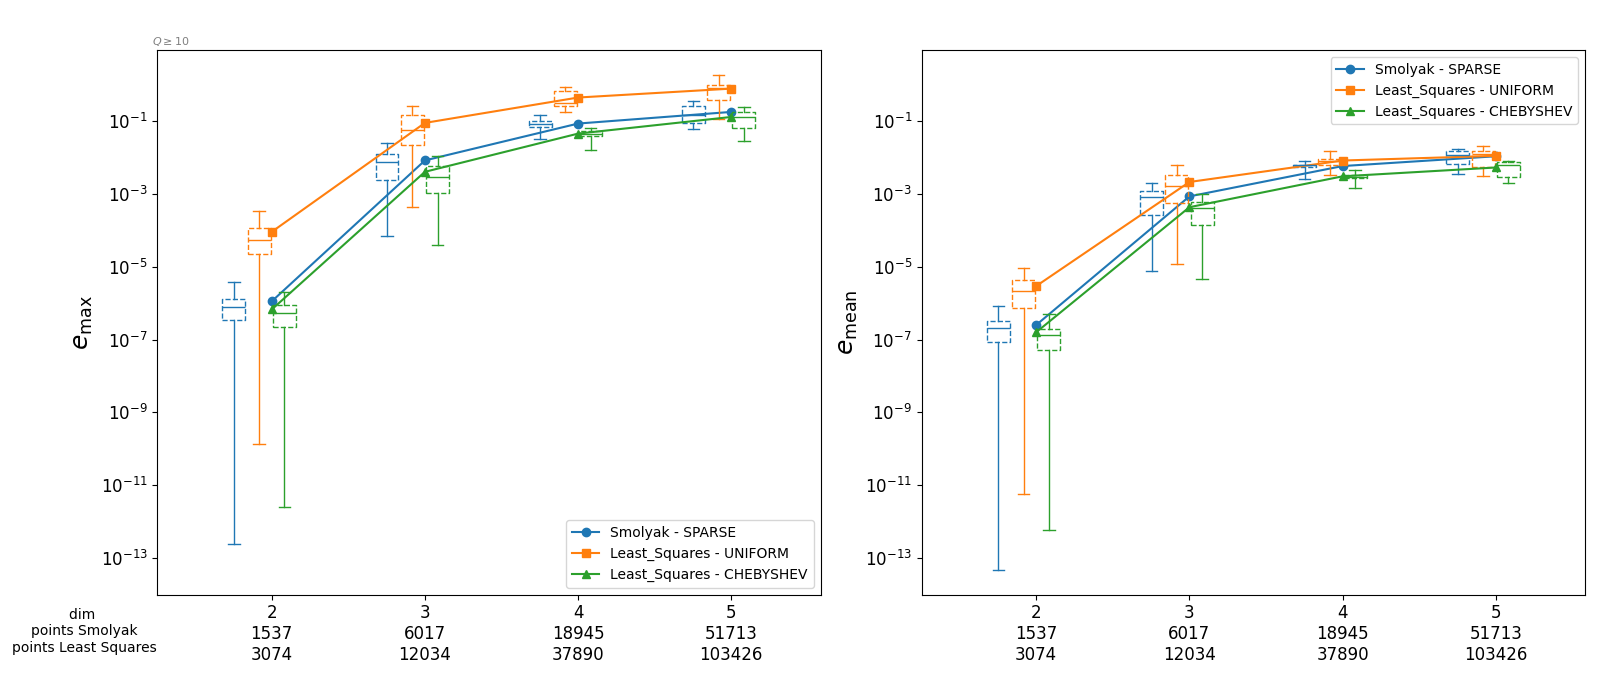 Q ≥ 10
10⁻¹
10⁻³
10⁻⁵
10⁻⁷
10⁻⁹
10⁻¹¹
10⁻¹³
e_max
Smolyak - SPARSE
Least_Squares - UNIFORM
Least_Squares - CHEBYSHEV
dim
points Smolyak
points Least Squares
2 3 4 5
1537 6017 18945 51713
3074 12034 37890 103426
10⁻¹
10⁻³
10⁻⁵
10⁻⁷
10⁻⁹
10⁻¹¹
10⁻¹³
e_mean
Smolyak - SPARSE
Least_Squares - UNIFORM
Least_Squares - CHEBYSHEV
2 3 4 5
1537 6017 18945 51713
3074 12034 37890 103426